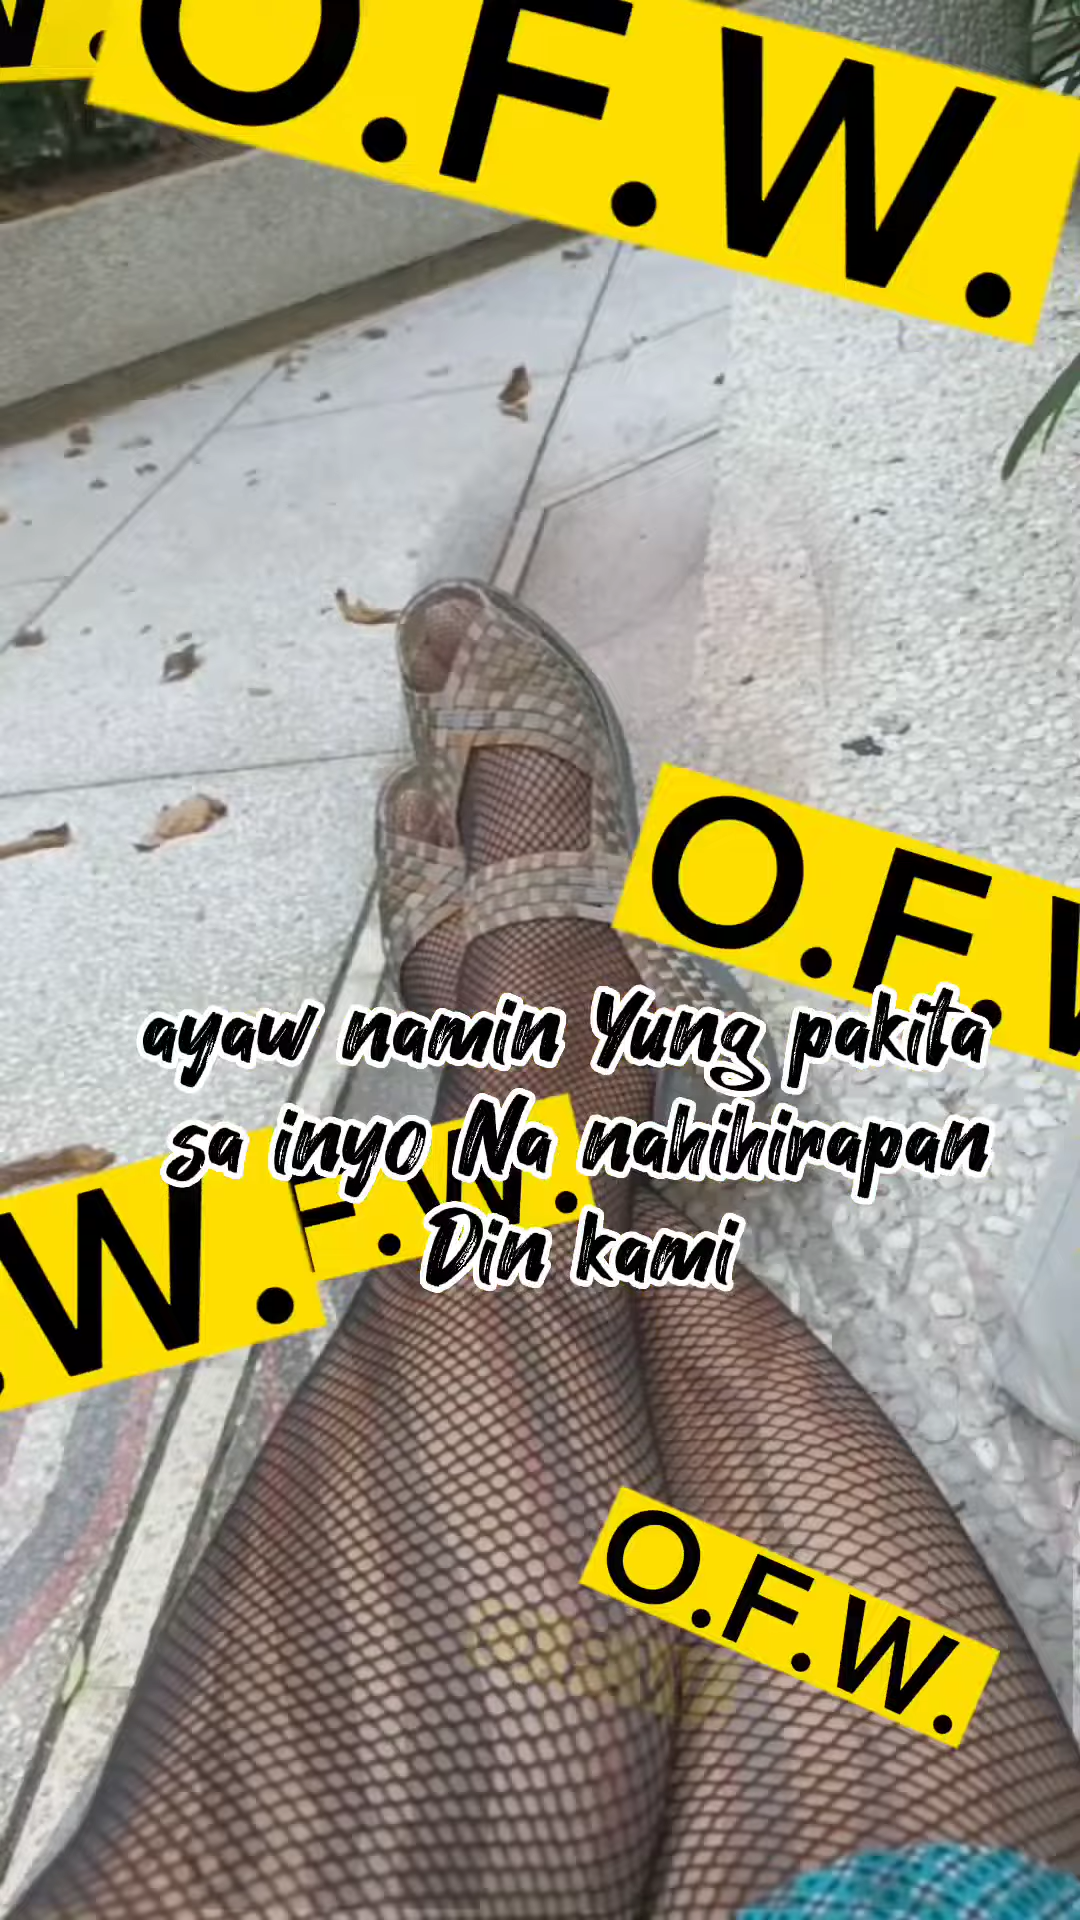 W.
O.F.W.
O.F.W
ayaw namin Yung pakita
sa inyo Na nahihirapan
Din kami
F.W.
.W.
O.F.W.